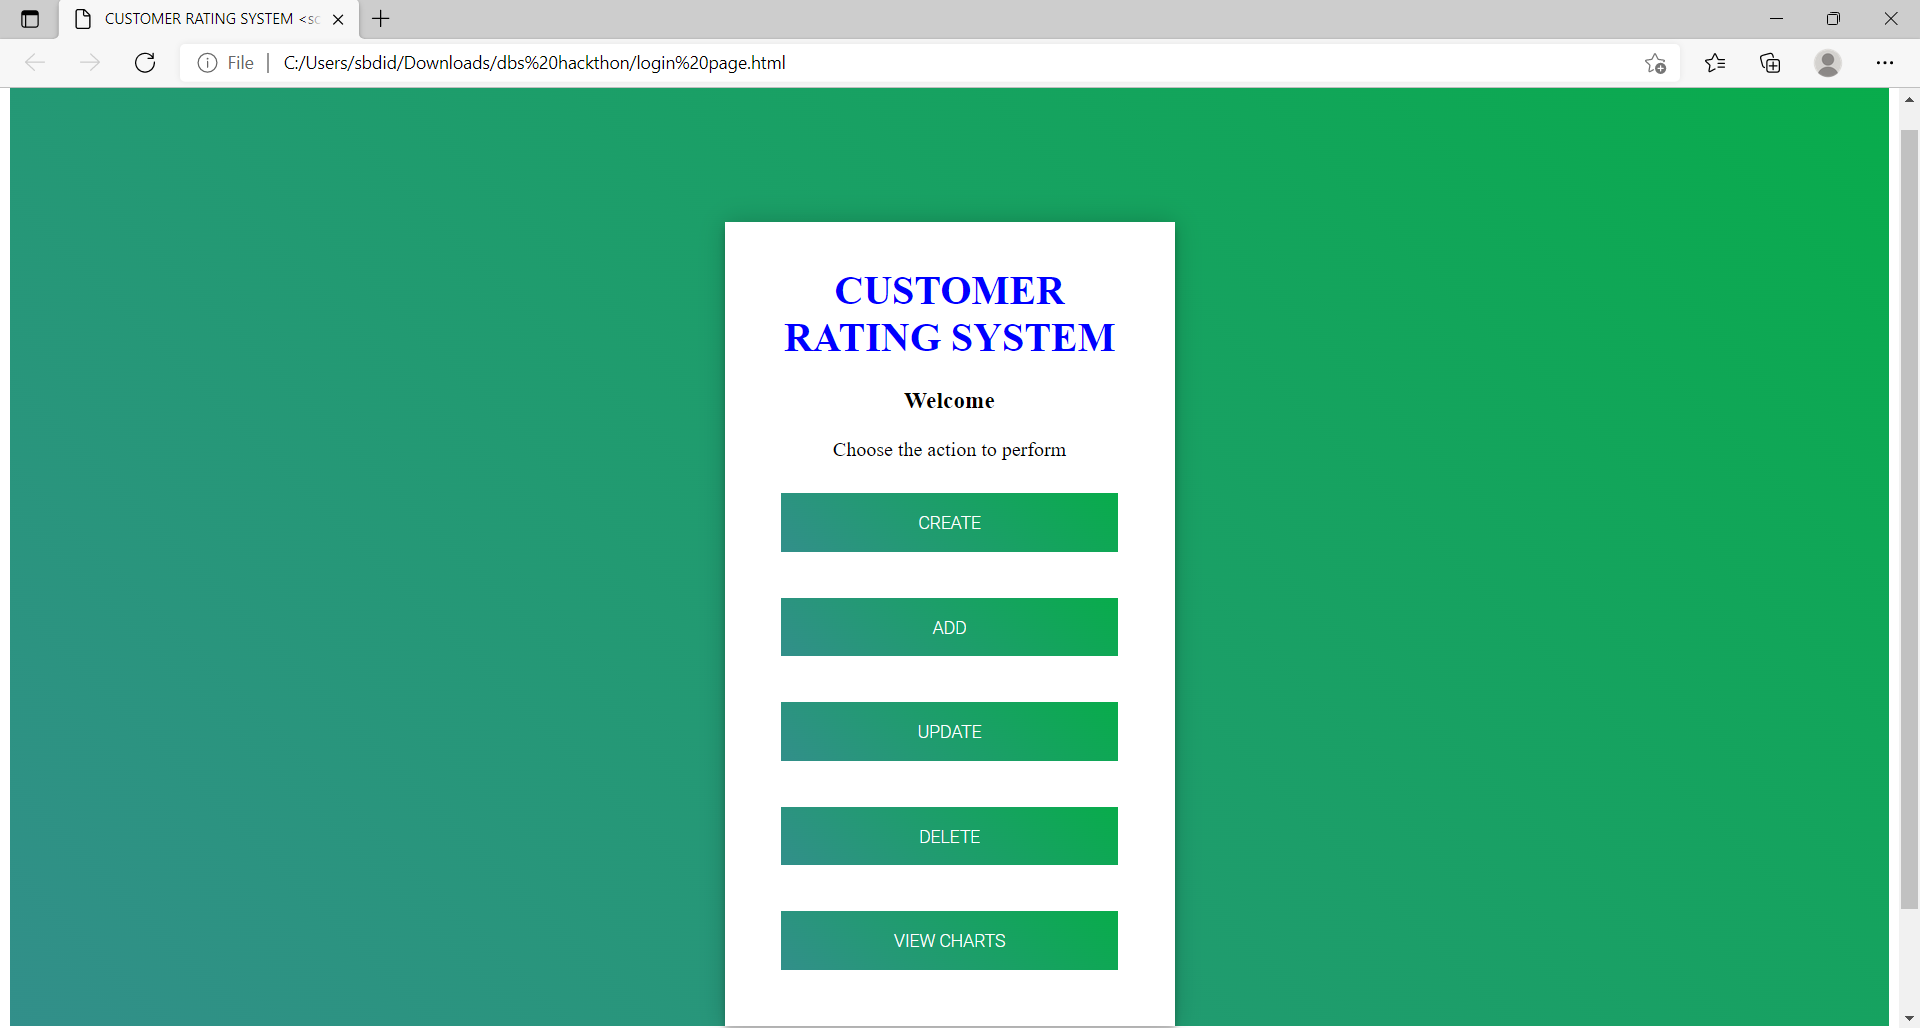 CUSTOMER RATING SYSTEM <sc
File
C:/Users/sbdid/Downloads/dbs%20hackthon/login%20page.html
CUSTOMER
RATING SYSTEM
Welcome
Choose the action to perform
CREATE
ADD
UPDATE
DELETE
VIEW CHARTS